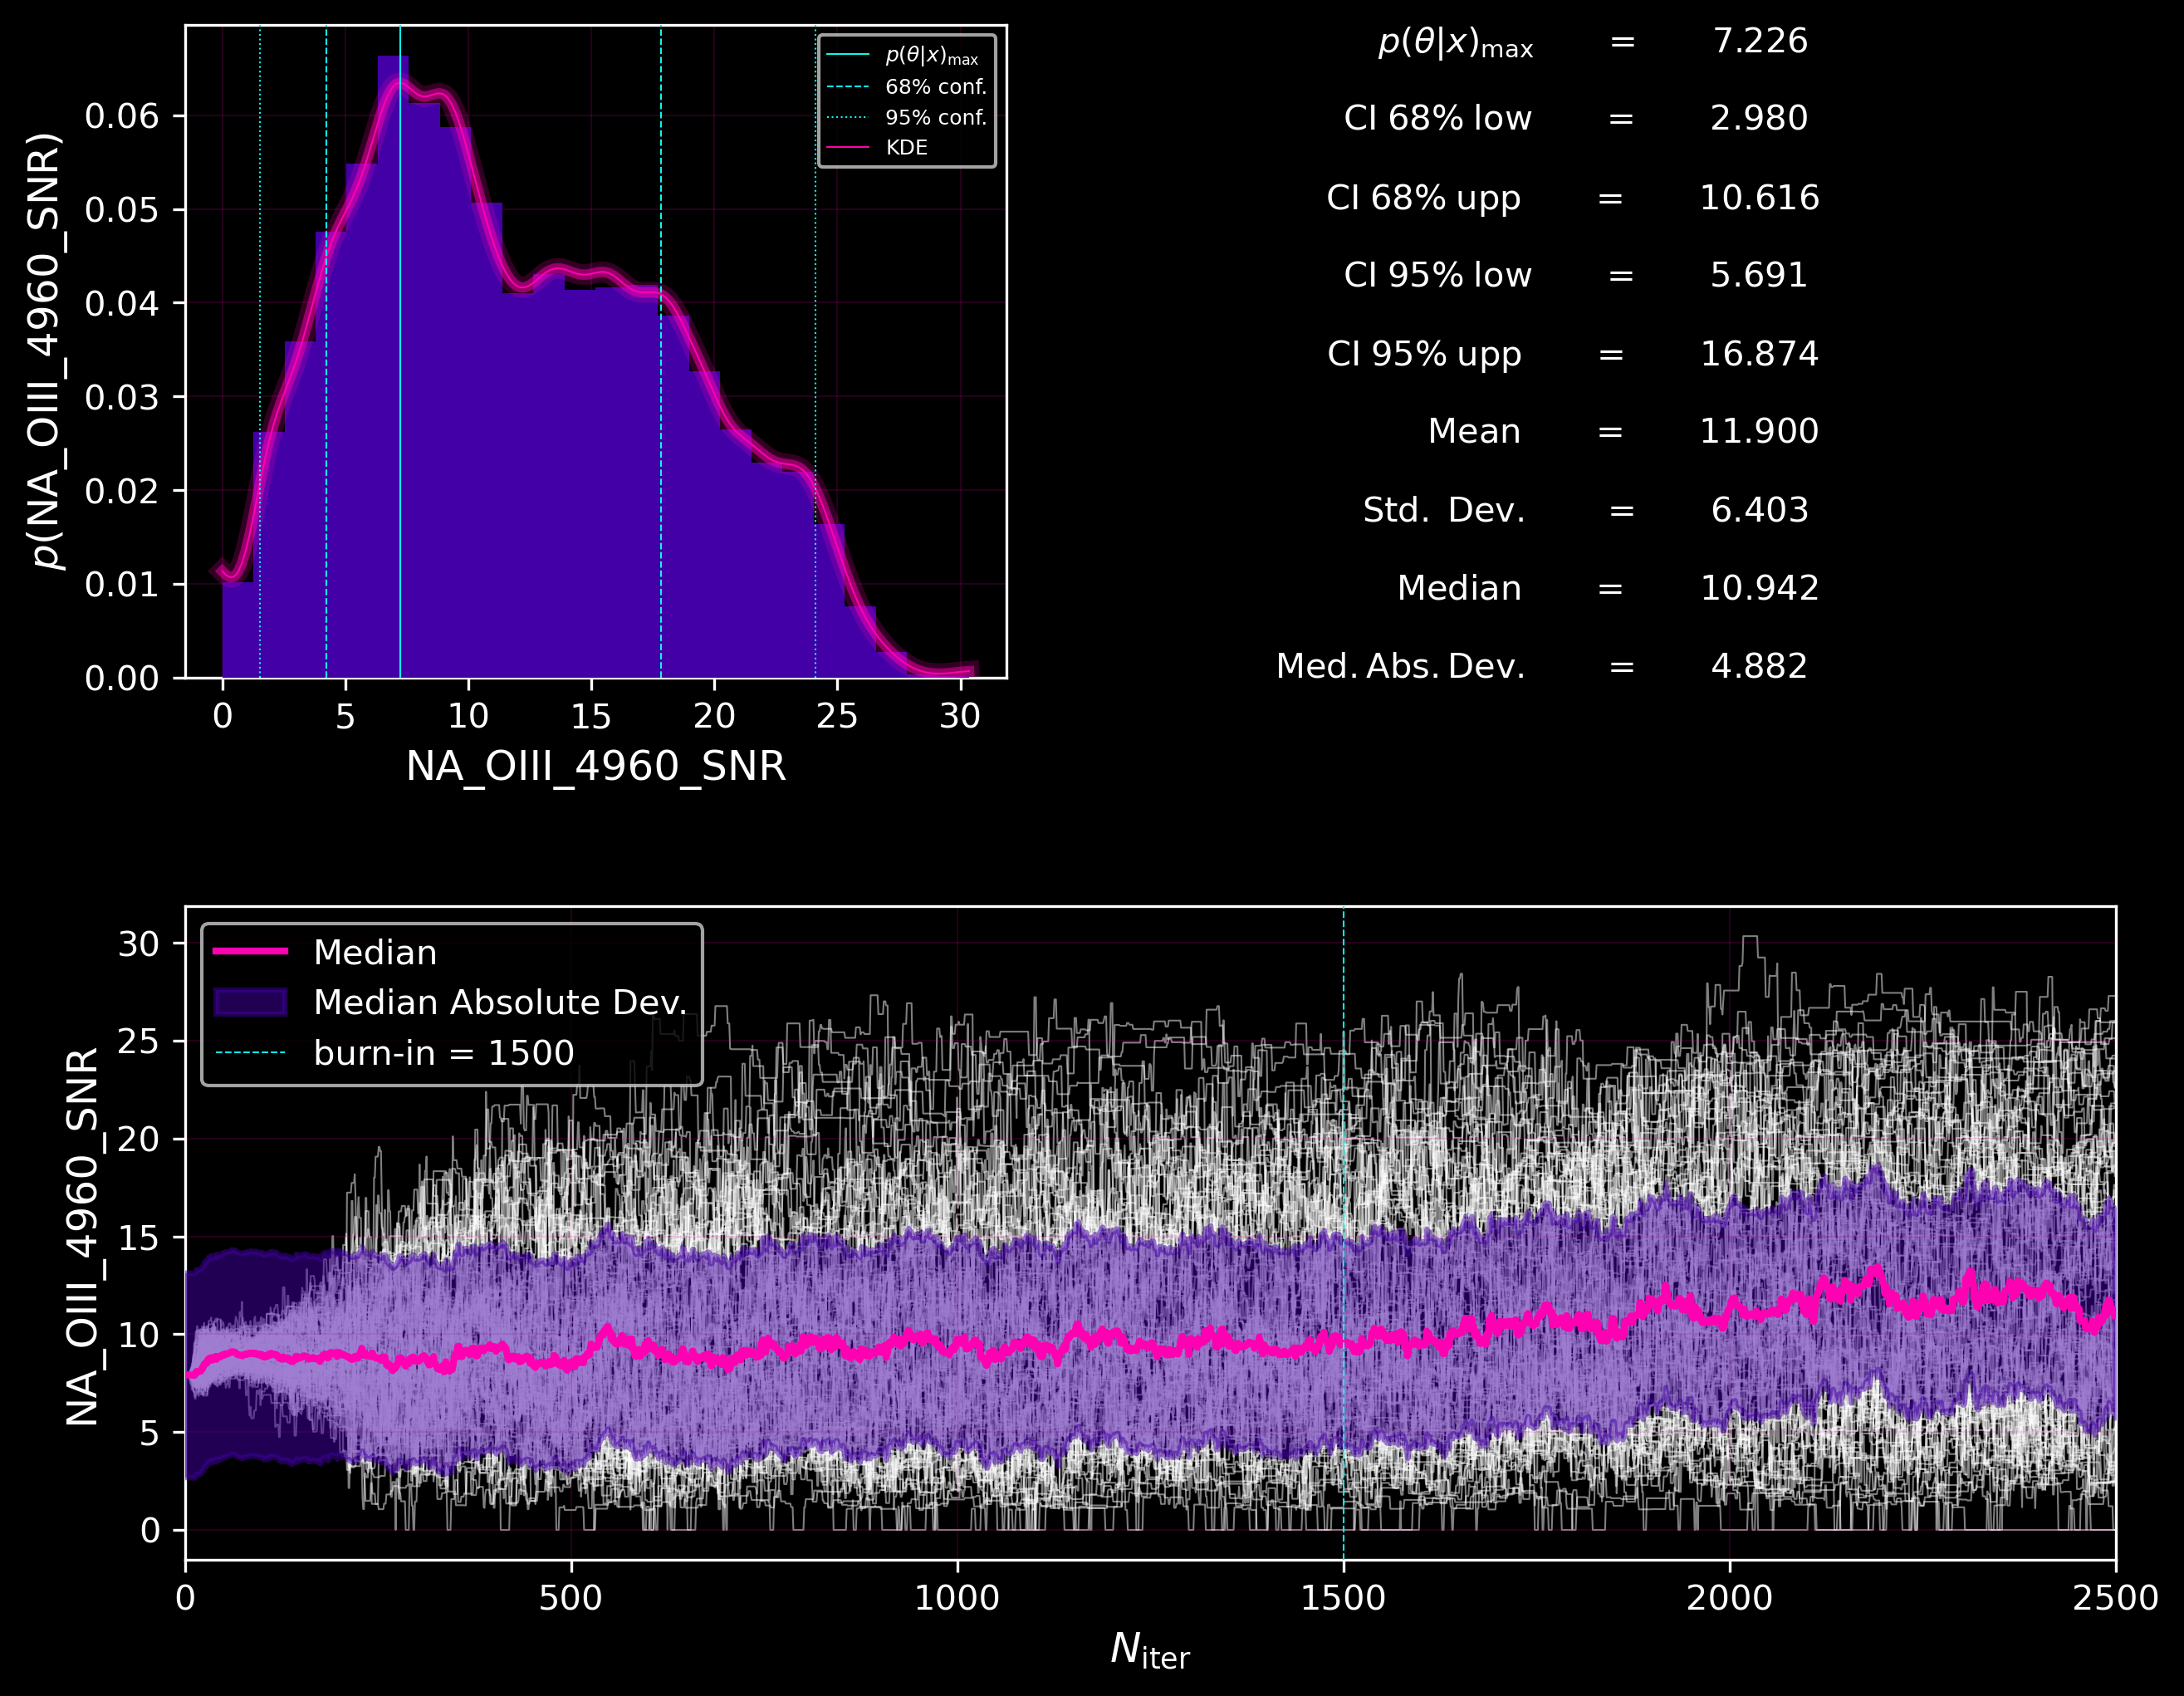 p(θ|x)max
68% conf.
95% conf.
KDE
0.06
0.05
0.04
0.03
0.02
0.01
0.00
p(NA_OIII_4960_SNR)
0 5 10 15 20 25 30
NA_OIII_4960_SNR
p(θ|x)max = 7.226
CI 68% low = 2.980
CI 68% upp = 10.616
CI 95% low = 5.691
CI 95% upp = 16.874
Mean = 11.900
Std. Dev. = 6.403
Median = 10.942
Med. Abs. Dev. = 4.882
Median
Median Absolute Dev.
burn-in = 1500
30
25
20
15
10
5
0
NA_OIII_4960_SNR
0 500 1000 1500 2000 2500
Niter